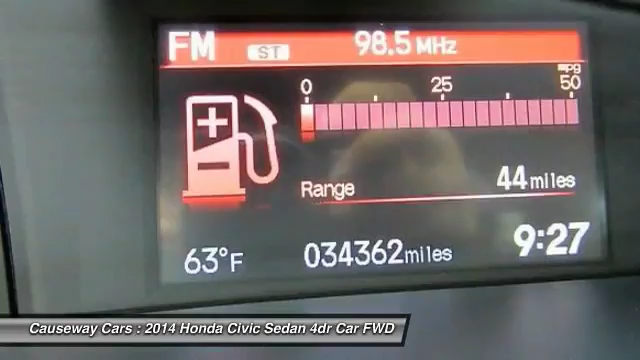 FM ST 98.5 MHz
mpg
0 25 50
Range 44 miles
63°F 034362 miles 9:27
Causeway Cars : 2014 Honda Civic Sedan 4dr Car FWD